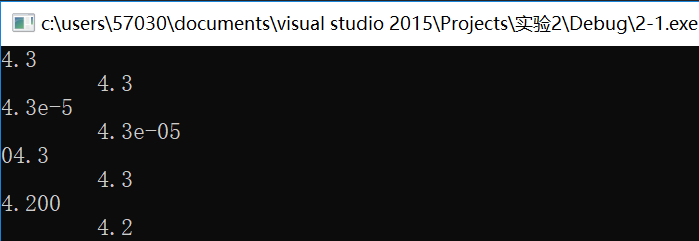 c:\users\57030\documents\visual studio 2015\Projects\实验2\Debug\2-1.exe
4.3
4.3
4.3e-5
4.3e-05
04.3
4.3
4.200
4.2